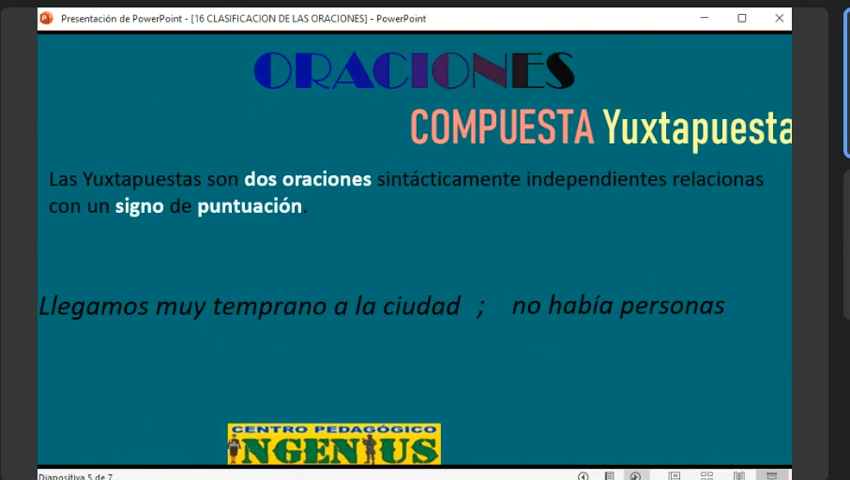 Presentación de PowerPoint - [16 CLASIFICACION DE LAS ORACIONES] - PowerPoint
ORACIONES
COMPUESTA Yuxtapuesta
Las Yuxtapuestas son dos oraciones sintácticamente independientes relacionas
con un signo de puntuación.
Llegamos muy temprano a la ciudad ; no había personas
CENTRO PEDAGÓGICO
INGENIUS
Diapositiva 5 de 7